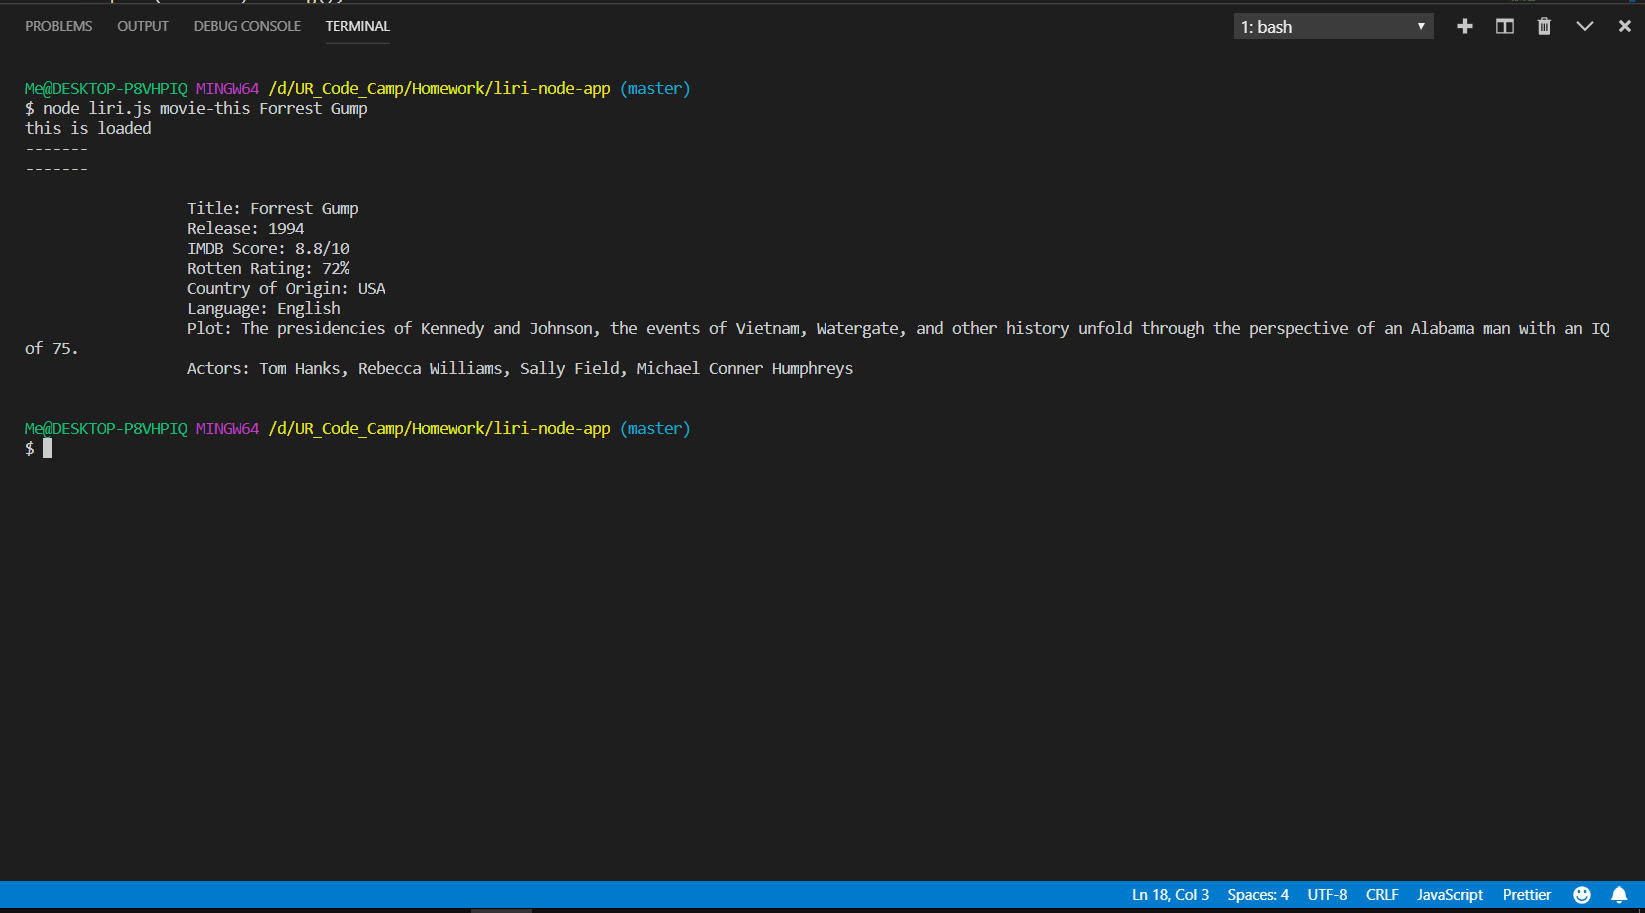 PROBLEMS OUTPUT DEBUG CONSOLE TERMINAL 1: bash
Me@DESKTOP-P8VHPIQ MINGW64 /d/UR_Code_Camp/Homework/liri-node-app (master)
$ node liri.js movie-this Forrest Gump
this is loaded
-------
-------
Title: Forrest Gump
Release: 1994
IMDB Score: 8.8/10
Rotten Rating: 72%
Country of Origin: USA
Language: English
Plot: The presidencies of Kennedy and Johnson, the events of Vietnam, Watergate, and other history unfold through the perspective of an Alabama man with an IQ
of 75.
Actors: Tom Hanks, Rebecca Williams, Sally Field, Michael Conner Humphreys
Me@DESKTOP-P8VHPIQ MINGW64 /d/UR_Code_Camp/Homework/liri-node-app (master)
$
Ln 18, Col 3 Spaces: 4 UTF-8 CRLF JavaScript Prettier